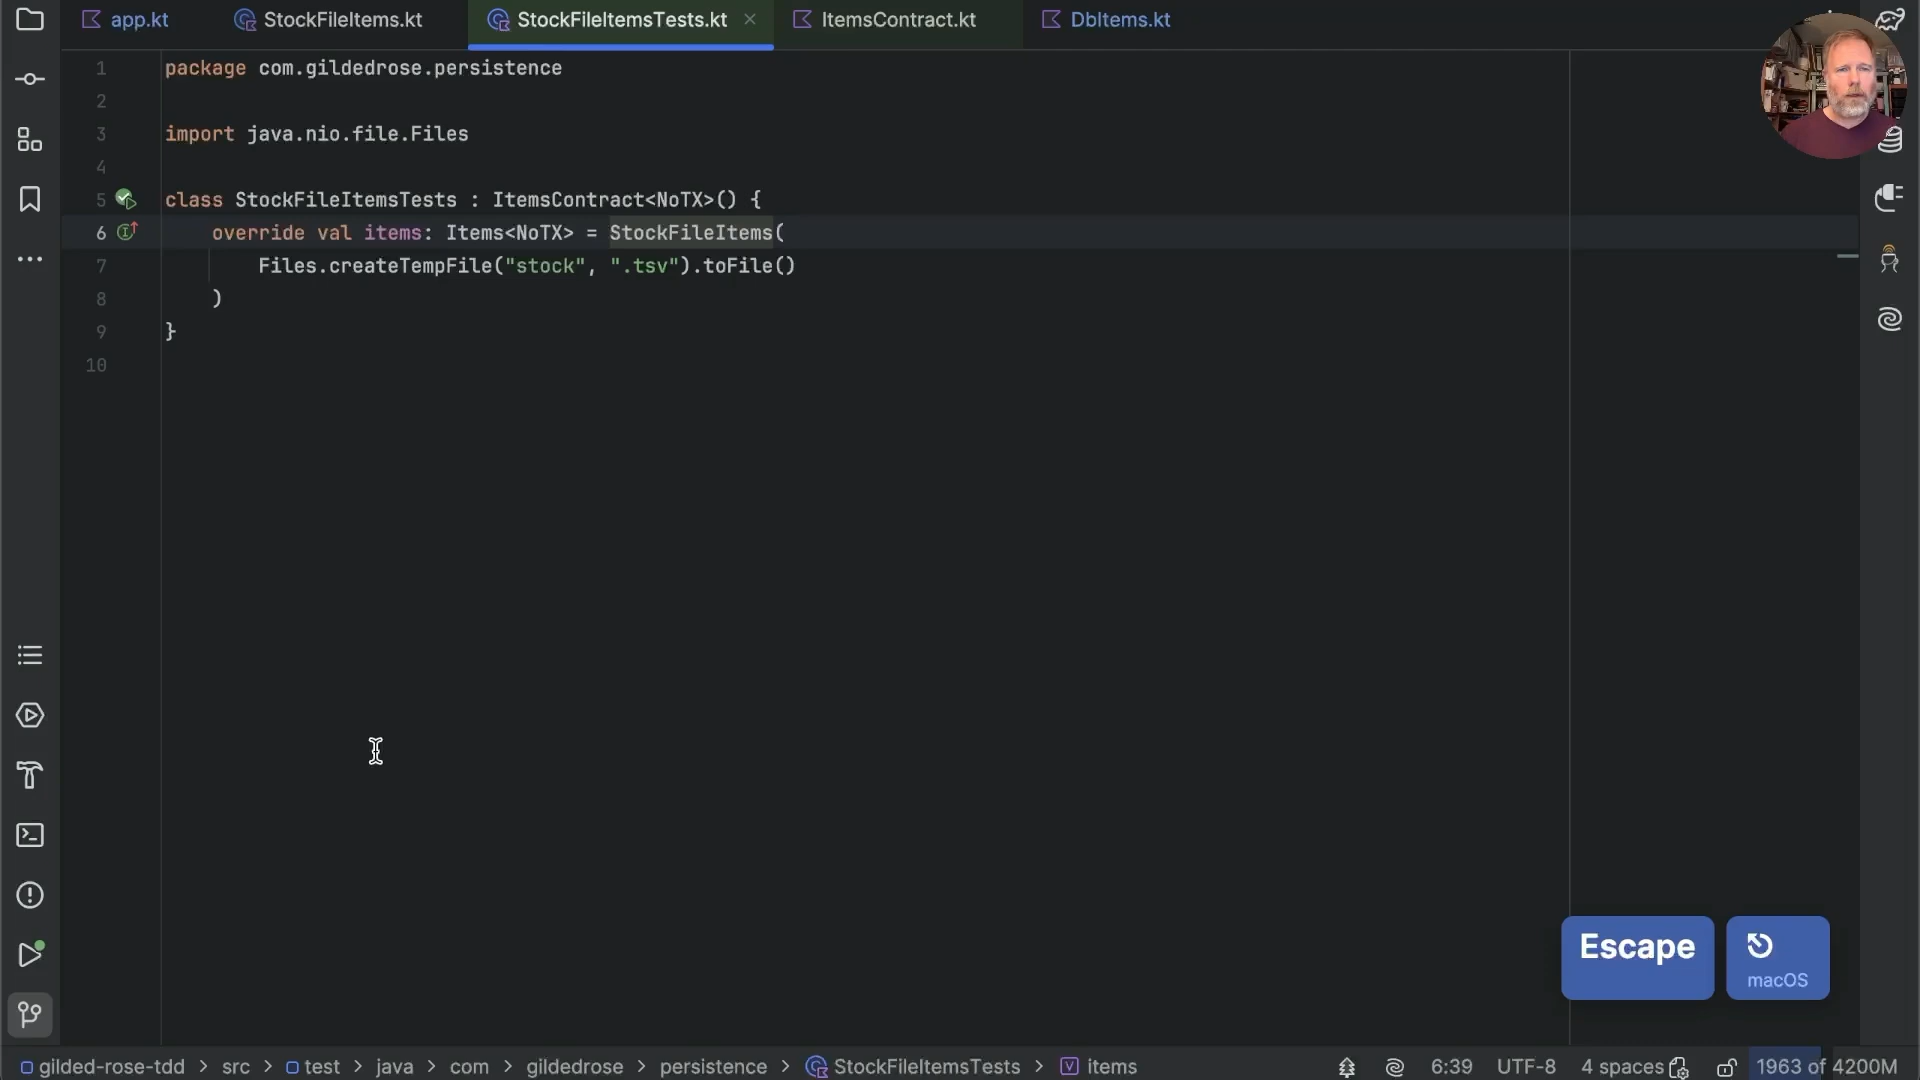 app.kt
StockFileItems.kt
StockFileItemsTests.kt
ItemsContract.kt
DbItems.kt
1 package com.gildedrose.persistence
2
3 import java.nio.file.Files
4
5 class StockFileItemsTests : ItemsContract<NoTX>() {
6 override val items: Items<NoTX> = StockFileItems(
7 Files.createTempFile("stock", ".tsv").toFile()
8 )
9 }
10
Escape
macOS
gilded-rose-tdd > src > test > java > com > gildedrose > persistence > StockFileItemsTests > items
6:39 UTF-8 4 spaces 1963 of 4200M